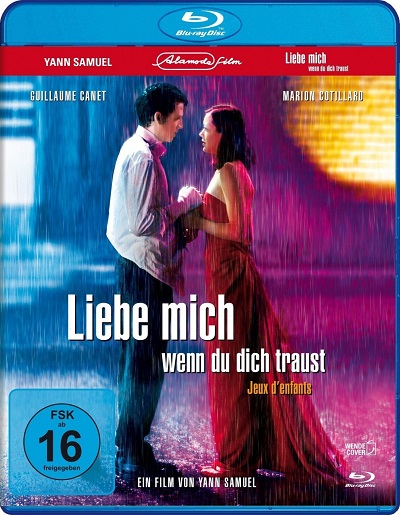 Blu-ray Disc
YANN SAMUEL
Alamode film
Liebe mich
wenn du dich traust
GUILLAUME CANET
MARION COTILLARD
Liebe mich
wenn du dich traust
Jeux d'enfants
FSK
ab
16
freigegeben
WENDE
COVER
EIN FILM VON YANN SAMUEL
Blu-ray Disc